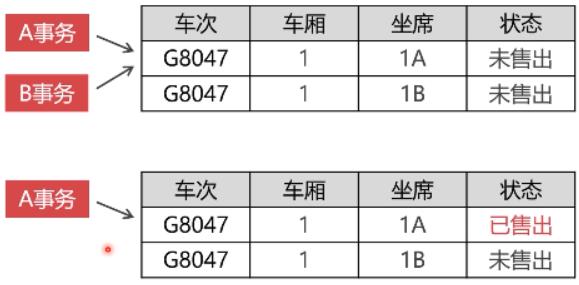 车次 车厢 坐席 状态
A事务
G8047 1 1A 未售出
B事务
G8047 1 1B 未售出
车次 车厢 坐席 状态
A事务
G8047 1 1A 已售出
G8047 1 1B 未售出